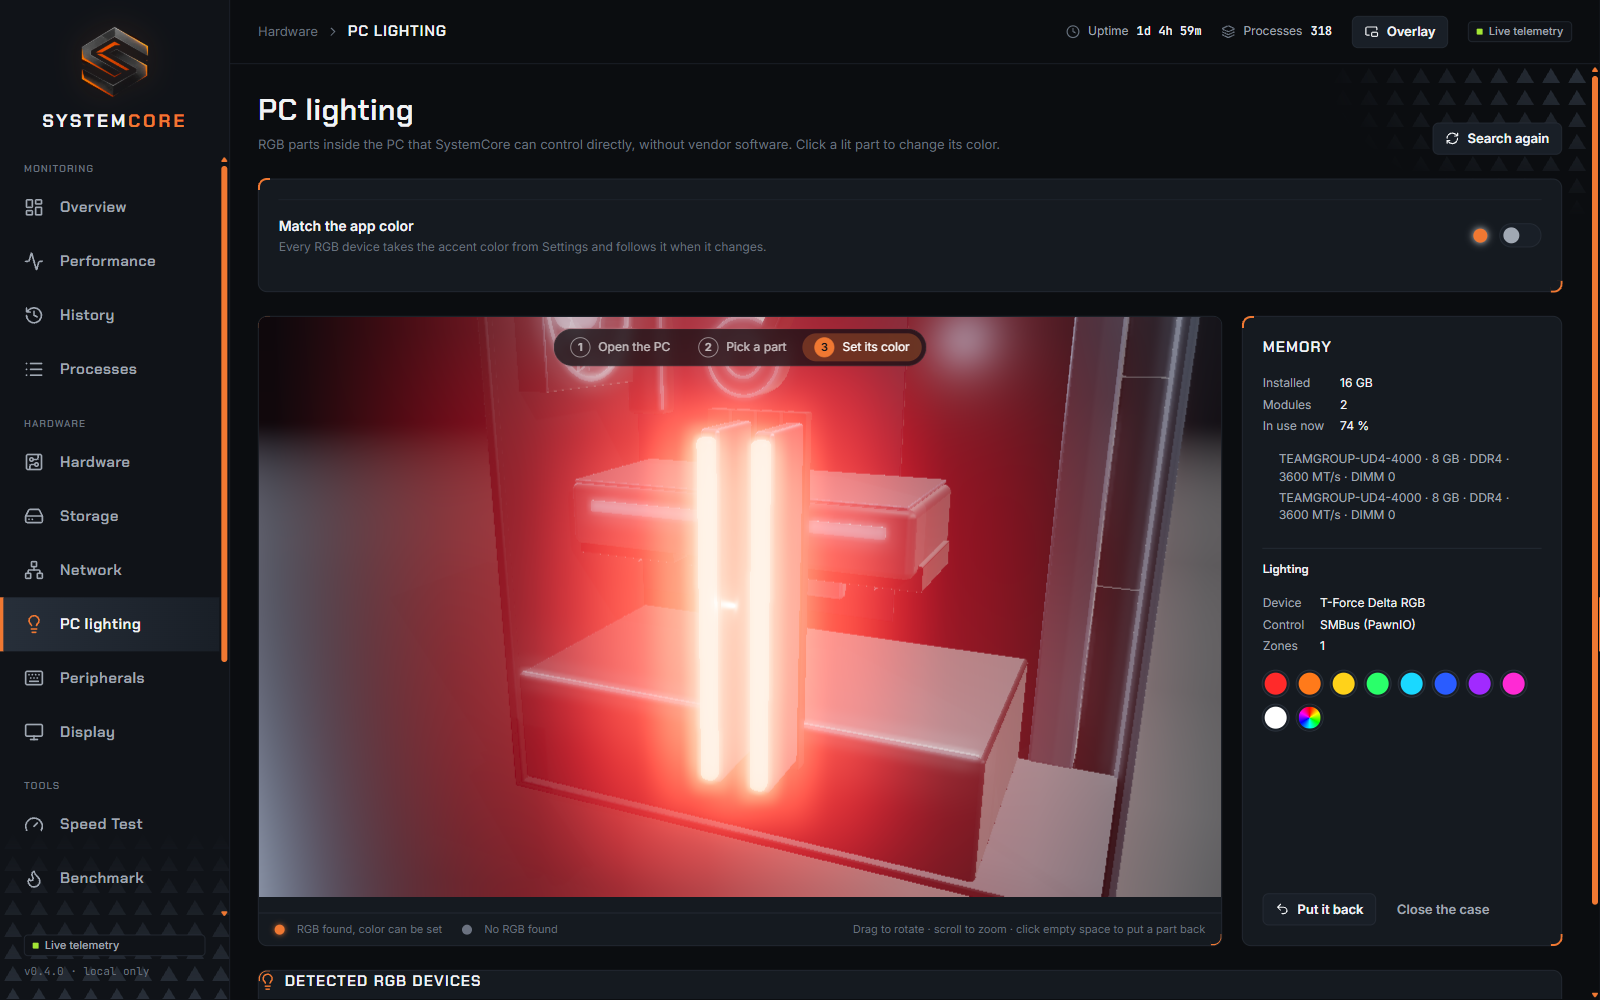 SYSTEMCORE
MONITORING
Overview
Performance
History
Processes
HARDWARE
Hardware
Storage
Network
PC lighting
Peripherals
Display
TOOLS
Speed Test
Benchmark
Live telemetry
v0.4.0 · local only
Hardware > PC LIGHTING
Uptime 1d 4h 59m
Processes 318
Overlay
Live telemetry
PC lighting
RGB parts inside the PC that SystemCore can control directly, without vendor software. Click a lit part to change its color.
Search again
Match the app color
Every RGB device takes the accent color from Settings and follows it when it changes.
1 Open the PC 2 Pick a part 3 Set its color
RGB found, color can be set No RGB found
Drag to rotate · scroll to zoom · click empty space to put a part back
MEMORY
Installed 16 GB
Modules 2
In use now 74 %
TEAMGROUP-UD4-4000 · 8 GB · DDR4 ·
3600 MT/s · DIMM 0
TEAMGROUP-UD4-4000 · 8 GB · DDR4 ·
3600 MT/s · DIMM 0
Lighting
Device T-Force Delta RGB
Control SMBus (PawnIO)
Zones 1
Put it back Close the case
DETECTED RGB DEVICES